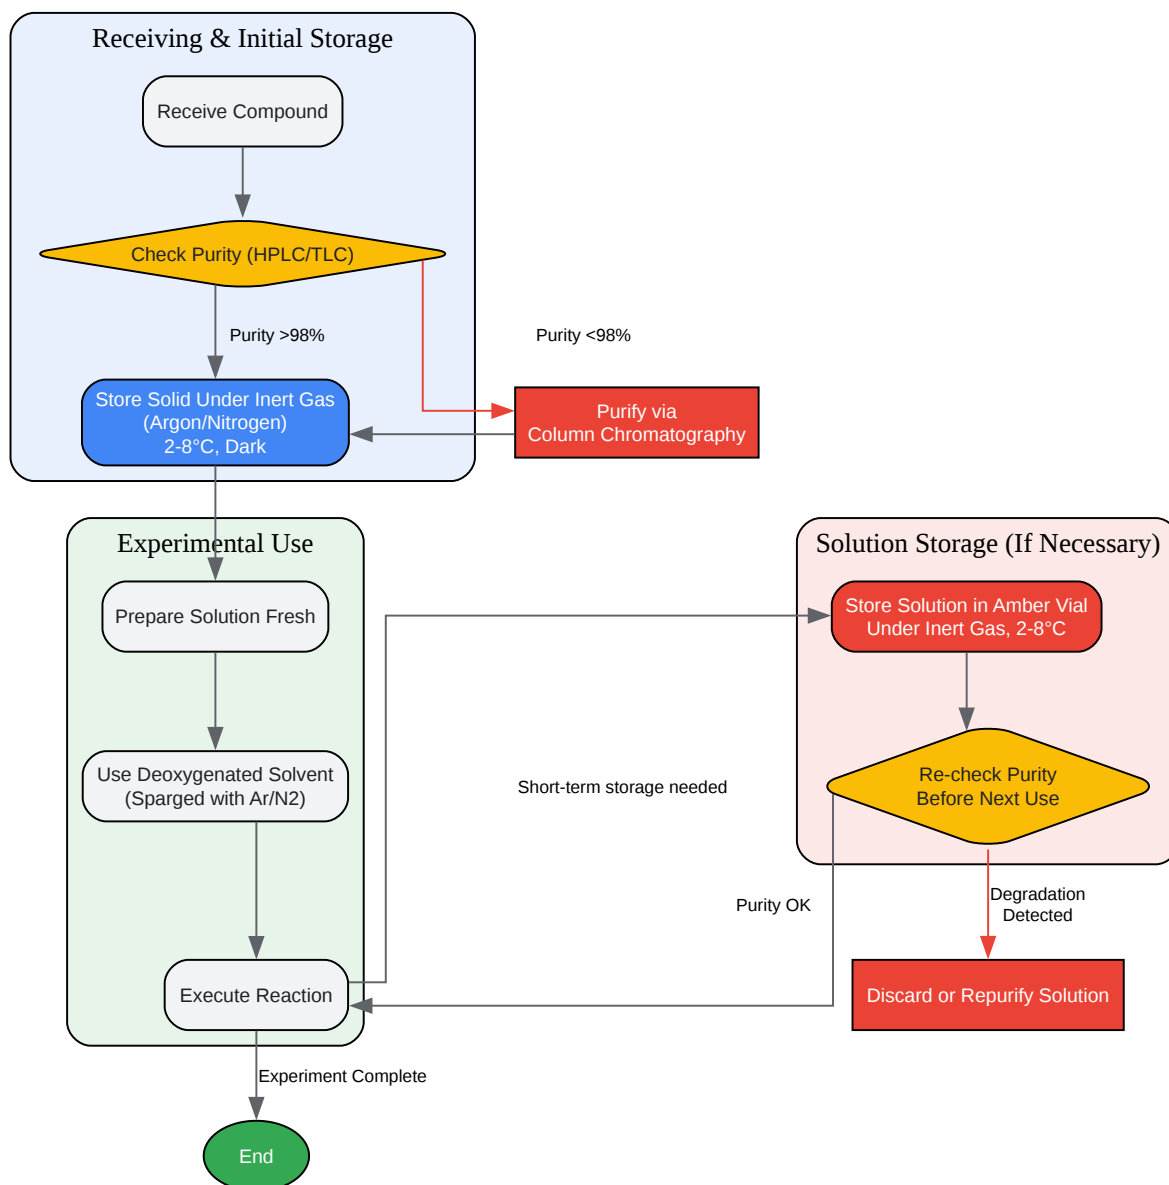 Receiving & Initial Storage
Receive Compound
Check Purity (HPLC/TLC)
Purity >98%
Purity <98%
Store Solid Under Inert Gas
(Argon/Nitrogen)
2-8°C, Dark
Purify via
Column Chromatography
Experimental Use
Solution Storage (If Necessary)
Prepare Solution Fresh
Store Solution in Amber Vial
Under Inert Gas, 2-8°C
Use Deoxygenated Solvent
(Sparged with Ar/N2)
Short-term storage needed
Re-check Purity
Before Next Use
Purity OK
Degradation
Detected
Execute Reaction
Discard or Repurify Solution
Experiment Complete
End